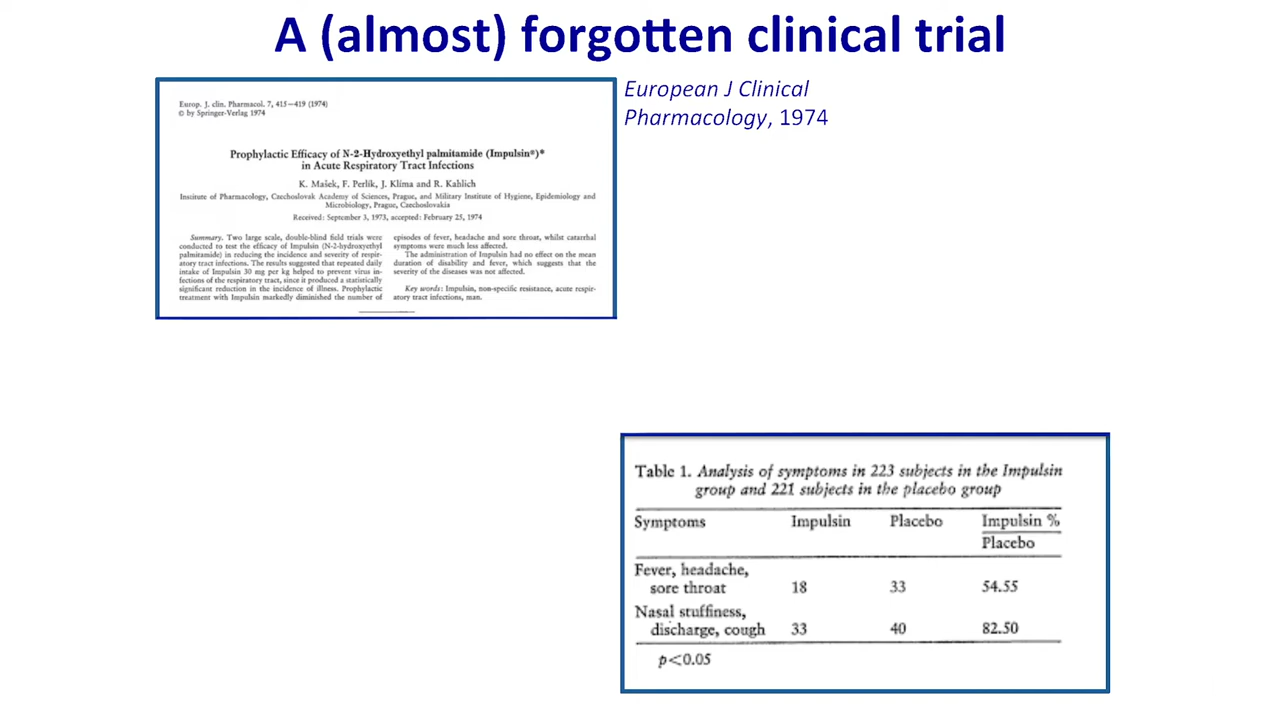 A (almost) forgotten clinical trial
Europ. J. clin. Pharmacol. 7, 415—419 (1974)
© by Springer-Verlag 1974
Prophylactic Efficacy of N-2-Hydroxyethyl palmitamide (Impulsin®)*
in Acute Respiratory Tract Infections
K. Mašek, F. Perlík, J. Klíma and R. Kahlich
Institute of Pharmacology, Czechoslovak Academy of Sciences, Prague, and Military Institute of Hygiene, Epidemiology and
Microbiology, Prague, Czechoslovakia
Received: September 3, 1973, accepted: February 25, 1974
Summary. Two large scale, double-blind field trials were
conducted to test the efficacy of Impulsin (N-2-hydroxyethyl
palmitamide) in reducing the incidence and severity of respir-
atory tract infections. The results suggested that repeated daily
intake of Impulsin 30 mg per kg helped to prevent virus in-
fections of the respiratory tract, since it produced a statistically
significant reduction in the incidence of illness. Prophylactic
treatment with Impulsin markedly diminished the number of
episodes of fever, headache and sore throat, whilst catarrhal
symptoms were much less affected.
The administration of Impulsin had no effect on the mean
duration of disability and fever, which suggests that the
severity of the diseases was not affected.
Key words: Impulsin, non-specific resistance, acute respir-
atory tract infections, man.
European J Clinical
Pharmacology, 1974
Table 1. Analysis of symptoms in 223 subjects in the Impulsin
group and 221 subjects in the placebo group
Symptoms Impulsin Placebo Impulsin %
Placebo
Fever, headache,
sore throat 18 33 54.55
Nasal stuffiness,
discharge, cough 33 40 82.50
p<0.05